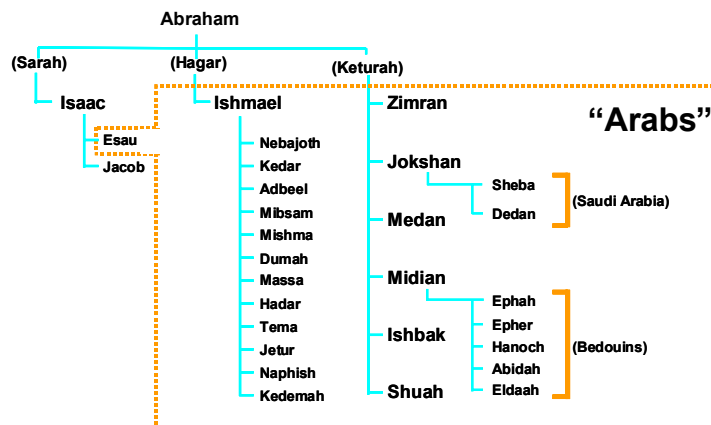 Abraham
(Sarah)
(Hagar)
(Keturah)
Isaac
Esau
Jacob
Ishmael
Nebajoth
Kedar
Adbeel
Mibsam
Mishma
Dumah
Massa
Hadar
Tema
Jetur
Naphish
Kedemah
Zimran
Jokshan
Medan
Midian
Ishbak
Shuah
“Arabs”
Sheba
Dedan
(Saudi Arabia)
Ephah
Epher
Hanoch
Abidah
Eldaah
(Bedouins)